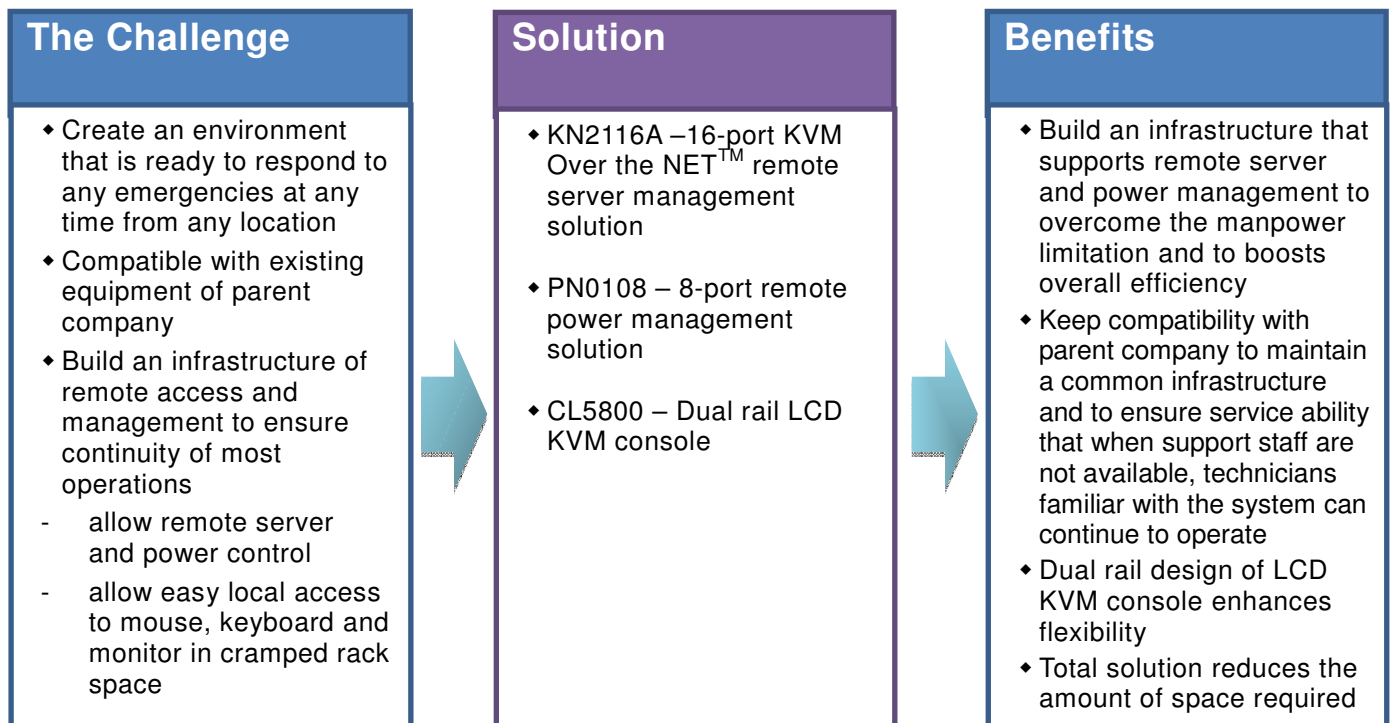 The Challenge
◆ Create an environment
that is ready to respond to
any emergencies at any
time from any location
◆ Compatible with existing
equipment of parent
company
◆ Build an infrastructure of
remote access and
management to ensure
continuity of most
operations
- allow remote server
and power control
- allow easy local access
to mouse, keyboard and
monitor in cramped rack
space
Solution
◆ KN2116A –16-port KVM
Over the NET™ remote
server management
solution
◆ PN0108 – 8-port remote
power management
solution
◆ CL5800 – Dual rail LCD
KVM console
Benefits
◆ Build an infrastructure that
supports remote server
and power management to
overcome the manpower
limitation and to boosts
overall efficiency
◆ Keep compatibility with
parent company to maintain
a common infrastructure
and to ensure service ability
that when support staff are
not available, technicians
familiar with the system can
continue to operate
◆ Dual rail design of LCD
KVM console enhances
flexibility
◆ Total solution reduces the
amount of space required